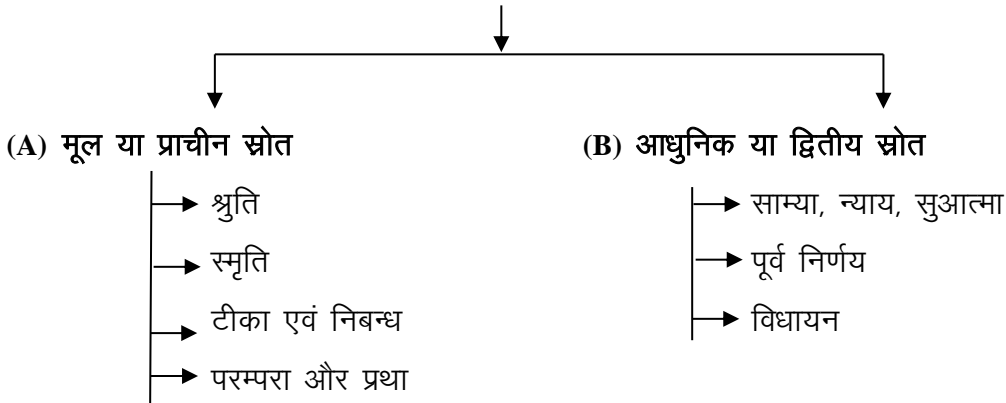 (A) मूल या प्राचीन स्रोत
श्रुति
स्मृति
टीका एवं निबन्ध
परम्परा और प्रथा
(B) आधुनिक या द्वितीय स्रोत
साम्या, न्याय, सुआत्मा
पूर्व निर्णय
विधायन